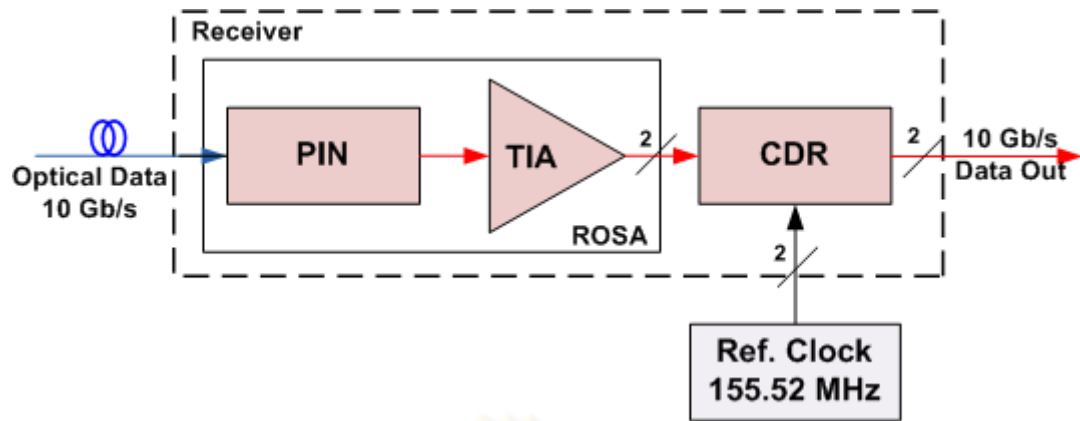 Receiver
PIN
TIA
ROSA
2
CDR
2
10 Gb/s
Data Out
Optical Data
10 Gb/s
2
Ref. Clock
155.52 MHz